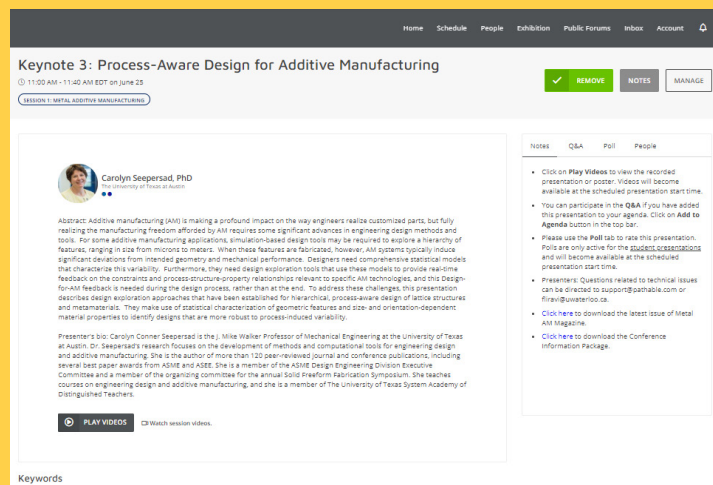 Home Schedule People Exhibition Public Forums Inbox Account
Keynote 3: Process-Aware Design for Additive Manufacturing
11:00 AM - 11:40 AM EDT on June 25
SESSION 1: METAL ADDITIVE MANUFACTURING
REMOVE NOTES MANAGE
Carolyn Seepersad, PhD
The University of Texas at Austin
Abstract: Additive manufacturing (AM) is making a profound impact on the way engineers realize customized parts, but fully
realizing the manufacturing freedom afforded by AM requires some significant advances in engineering design methods and
tools. For some additive manufacturing applications, simulation-based design tools may be required to explore a hierarchy of
features, ranging in size from microns to meters. When these features are fabricated, however, AM systems typically induce
significant deviations from intended geometry and mechanical performance. Designers need comprehensive statistical models
that characterize this variability. Furthermore, they need design exploration tools that use these models to provide real-time
feedback on the constraints and process-structure-property relationships relevant to specific AM technologies, and this Design-
for-AM feedback is needed during the design process, rather than at the end. To address these challenges, this presentation
describes design exploration approaches that have been established for hierarchical, process-aware design of lattice structures
and metamaterials. They make use of statistical characterization of geometric features and size- and orientation-dependent
material properties to identify designs that are more robust to process-induced variability.
Presenter's bio: Carolyn Conner Seepersad is the J. Mike Walker Professor of Mechanical Engineering at the University of Texas
at Austin. Dr. Seepersad's research focuses on the development of methods and computational tools for engineering design
and additive manufacturing. She is the author of more than 120 peer-reviewed journal and conference publications, including
several best paper awards from ASME and ASEE. She is a member of the ASME Design Engineering Division Executive
Committee and a member of the organizing committee for the annual Solid Freeform Fabrication Symposium. She teaches
courses on engineering design and additive manufacturing, and she is a member of The University of Texas System Academy of
Distinguished Teachers.
PLAY VIDEOS Watch session videos.
Notes Q&A Poll People
Click on Play Videos to view the recorded
presentation or poster. Videos will become
available at the scheduled presentation start time.
You can participate in the Q&A if you have added
this presentation to your agenda. Click on Add to
Agenda button in the top bar.
Please use the Poll tab to rate this presentation.
Polls are only active for the student presentations
and will become available at the scheduled
presentation start time.
Presenters: Questions related to technical issues
can be directed to support@pathable.com or
fliravi@uwaterloo.ca.
Click here to download the latest issue of Metal
AM Magazine.
Click here to download the Conference
Information Package.
Keywords